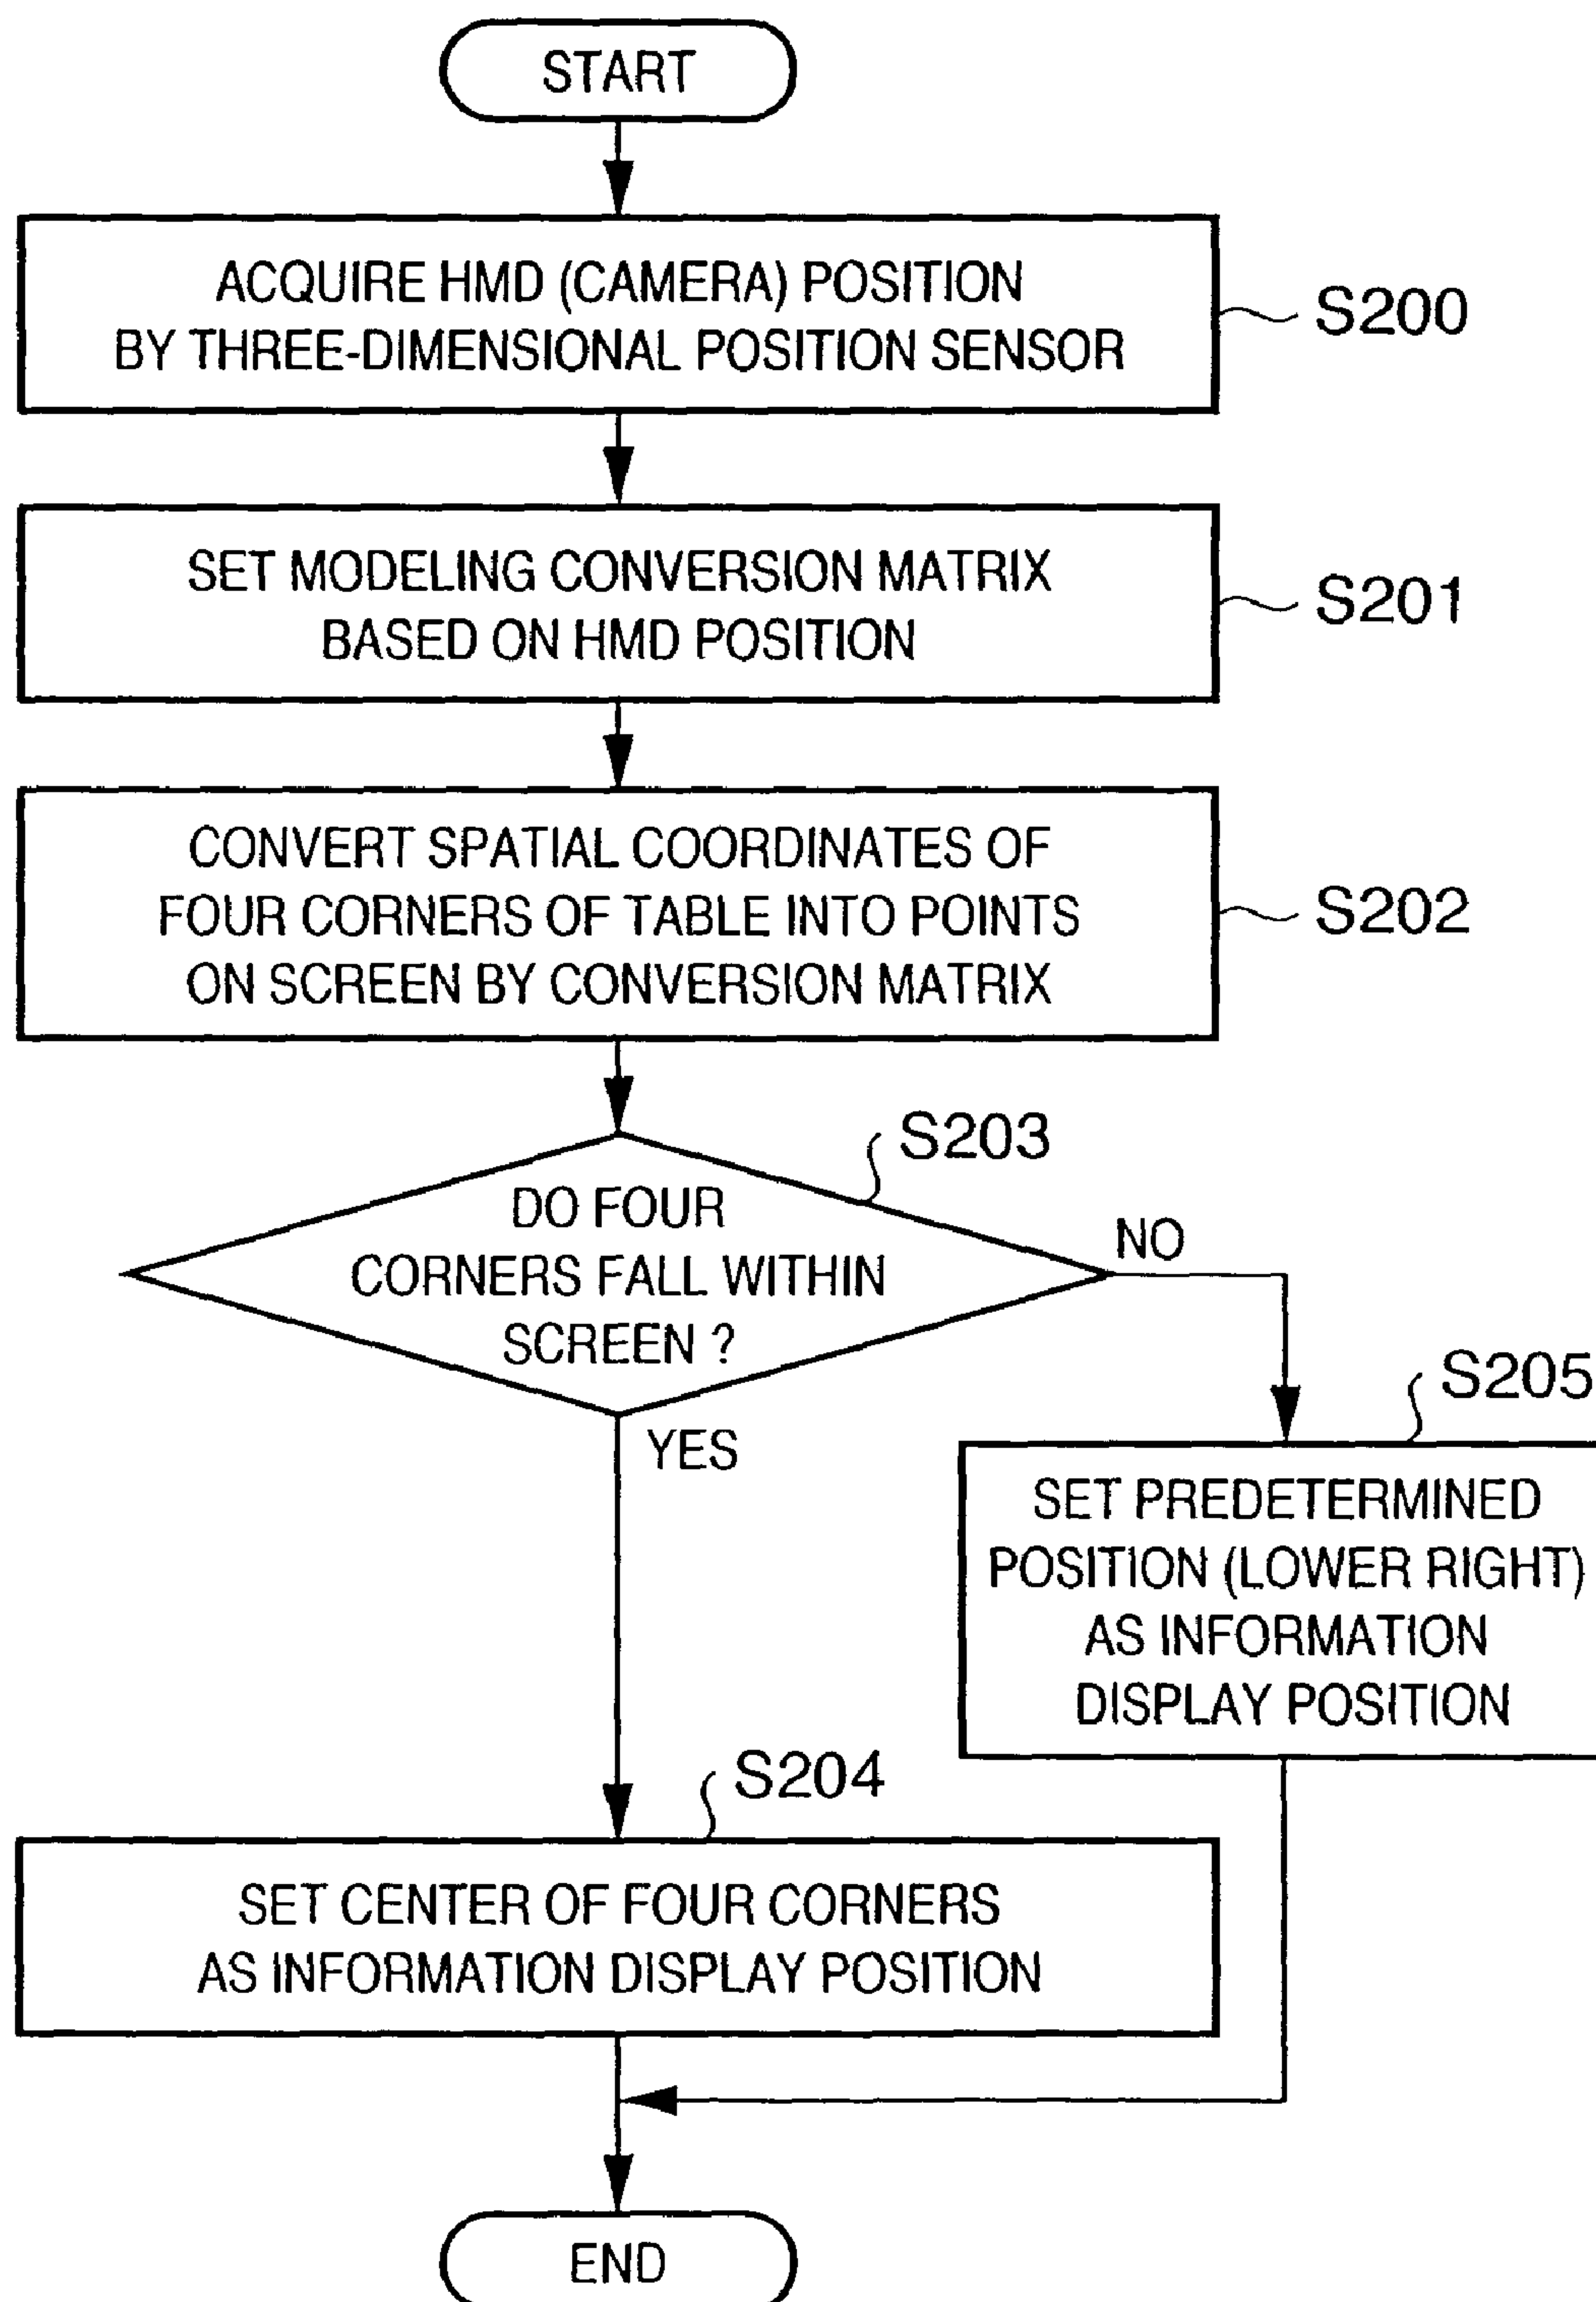 START
ACQUIRE HMD (CAMERA) POSITION
BY THREE-DIMENSIONAL POSITION SENSOR
S200
SET MODELING CONVERSION MATRIX
BASED ON HMD POSITION
S201
CONVERT SPATIAL COORDINATES OF
FOUR CORNERS OF TABLE INTO POINTS
ON SCREEN BY CONVERSION MATRIX
S202
S203
DO FOUR
CORNERS FALL WITHIN
SCREEN ?
NO
YES
S205
SET PREDETERMINED
POSITION (LOWER RIGHT)
AS INFORMATION
DISPLAY POSITION
S204
SET CENTER OF FOUR CORNERS
AS INFORMATION DISPLAY POSITION
END